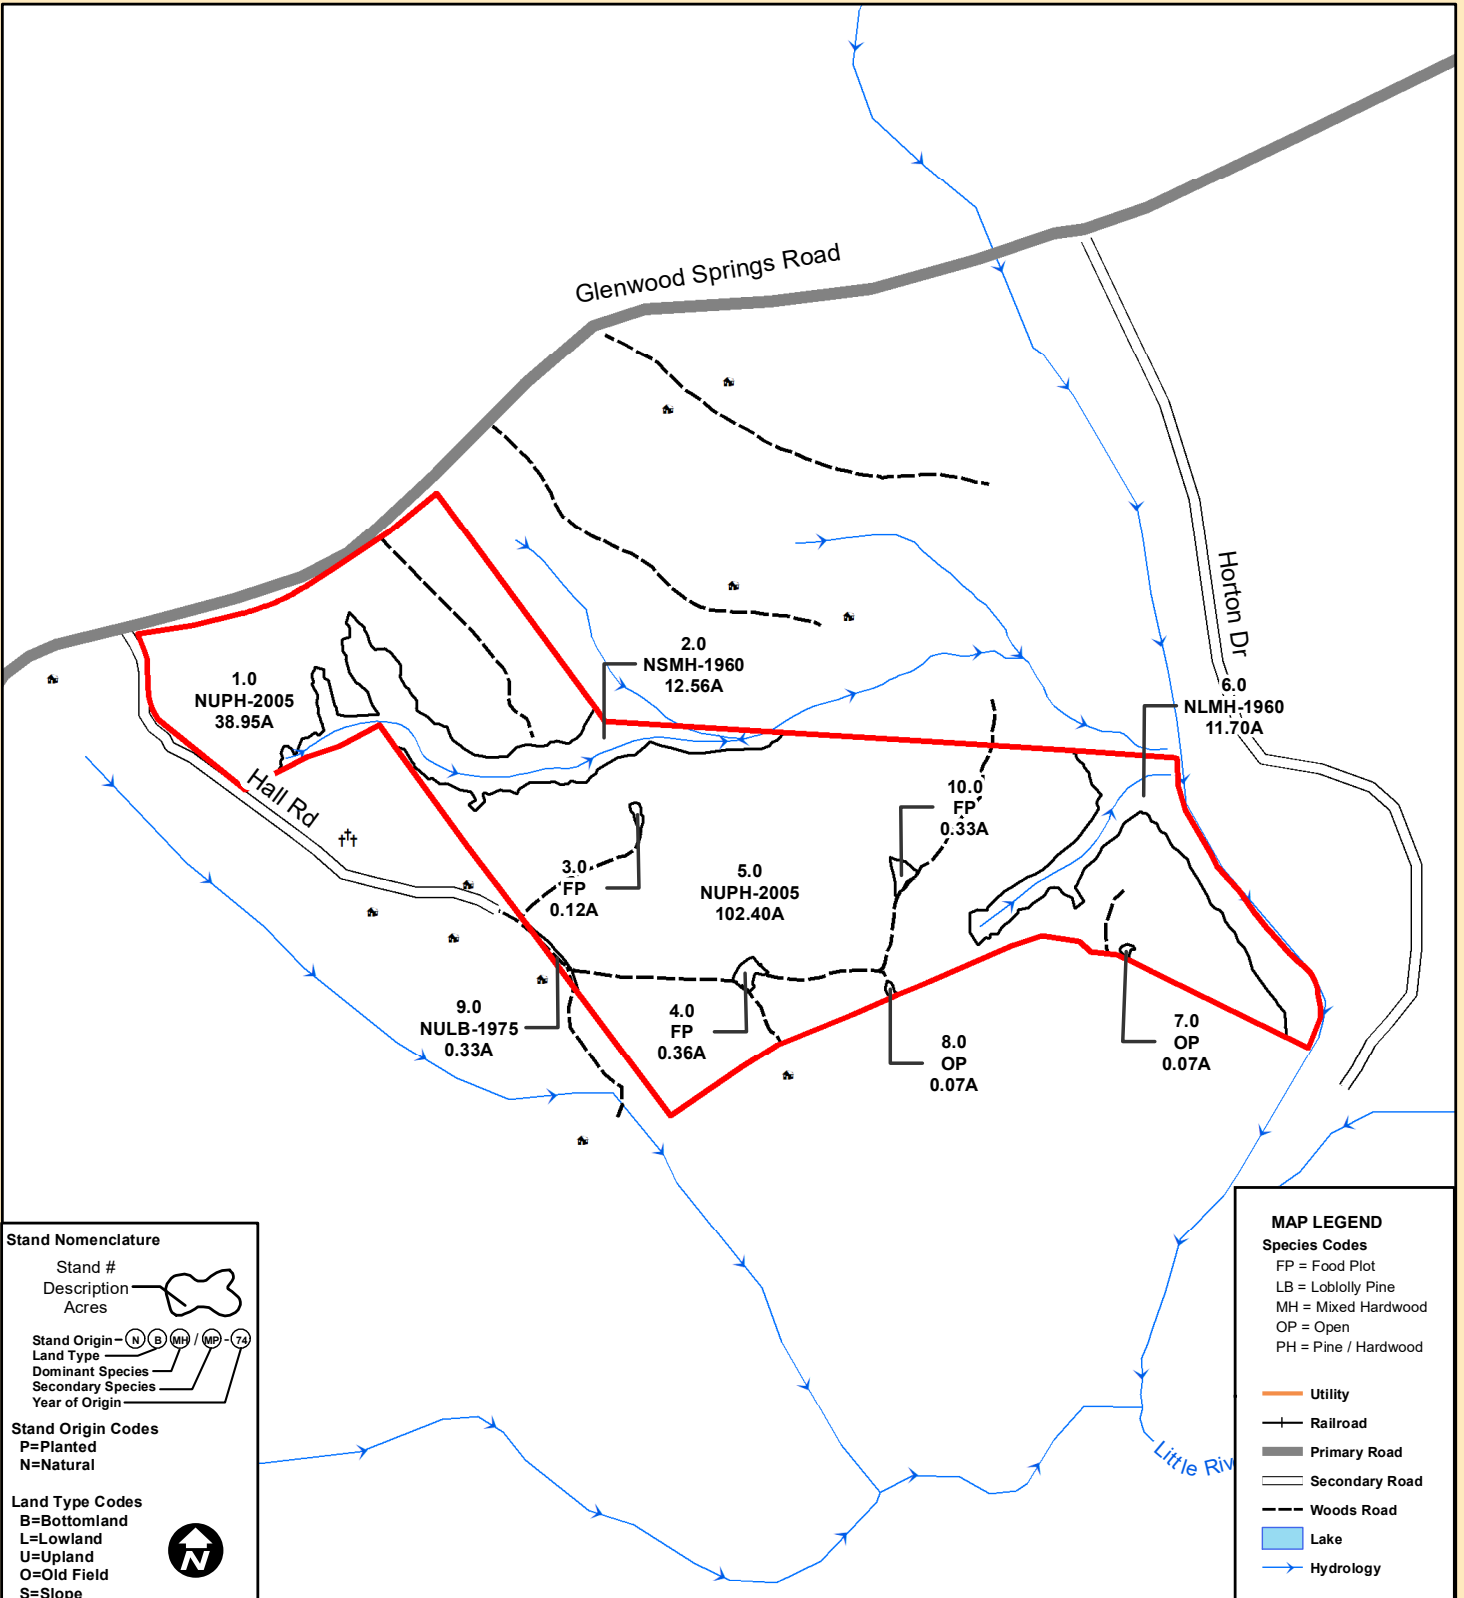 Glenwood Springs Road
Horton Dr
2.0
NSMH-1960
12.56A
1.0
NUPH-2005
38.95A
6.0
NLMH-1960
11.70A
Hall Rd
10.0
FP
0.33A
3.0
FP
0.12A
5.0
NUPH-2005
102.40A
9.0
NULB-1975
0.33A
4.0
FP
0.36A
8.0
OP
0.07A
7.0
OP
0.07A
Little Riv
Stand Nomenclature
Stand #
Description
Acres
Stand Origin - N B MH / MP - 74
Land Type
Dominant Species
Secondary Species
Year of Origin
Stand Origin Codes
P=Planted
N=Natural
Land Type Codes
B=Bottomland
L=Lowland
U=Upland
O=Old Field
S=Slope
N
MAP LEGEND
Species Codes
FP = Food Plot
LB = Loblolly Pine
MH = Mixed Hardwood
OP = Open
PH = Pine / Hardwood
Utility
Railroad
Primary Road
Secondary Road
Woods Road
Lake
Hydrology